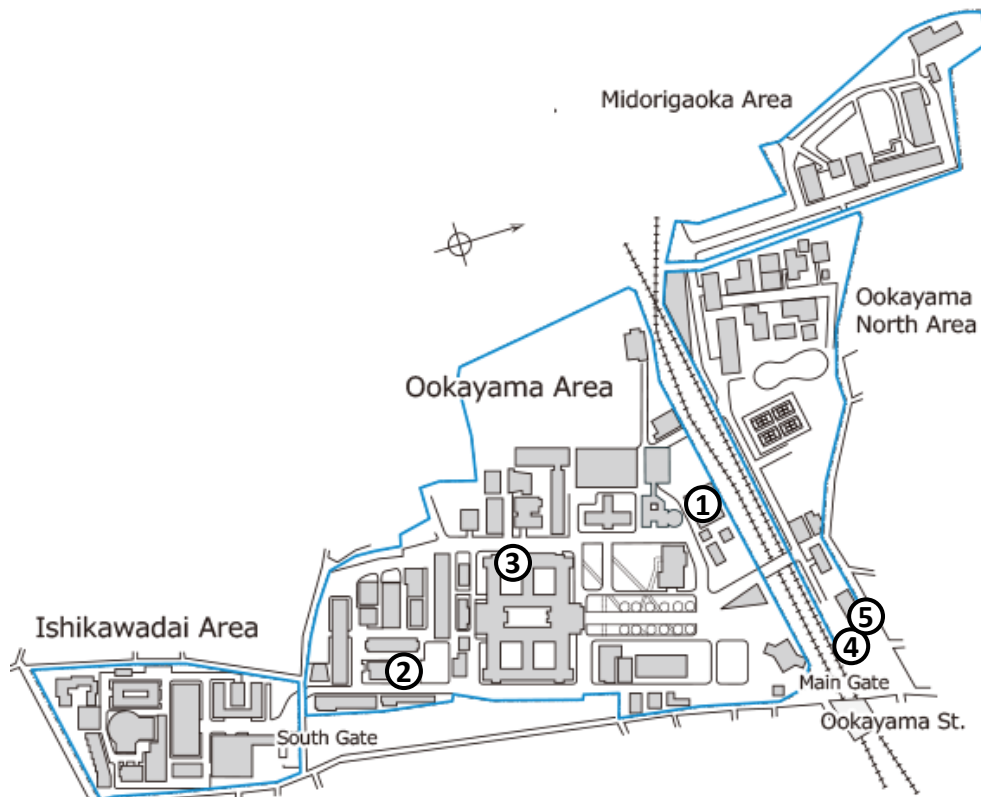 Midorigaoka Area
Ookayama
North Area
Ookayama Area
①
③
⑤
Ishikawadai Area
④
②
Main Gate
Ookayama St.
South Gate